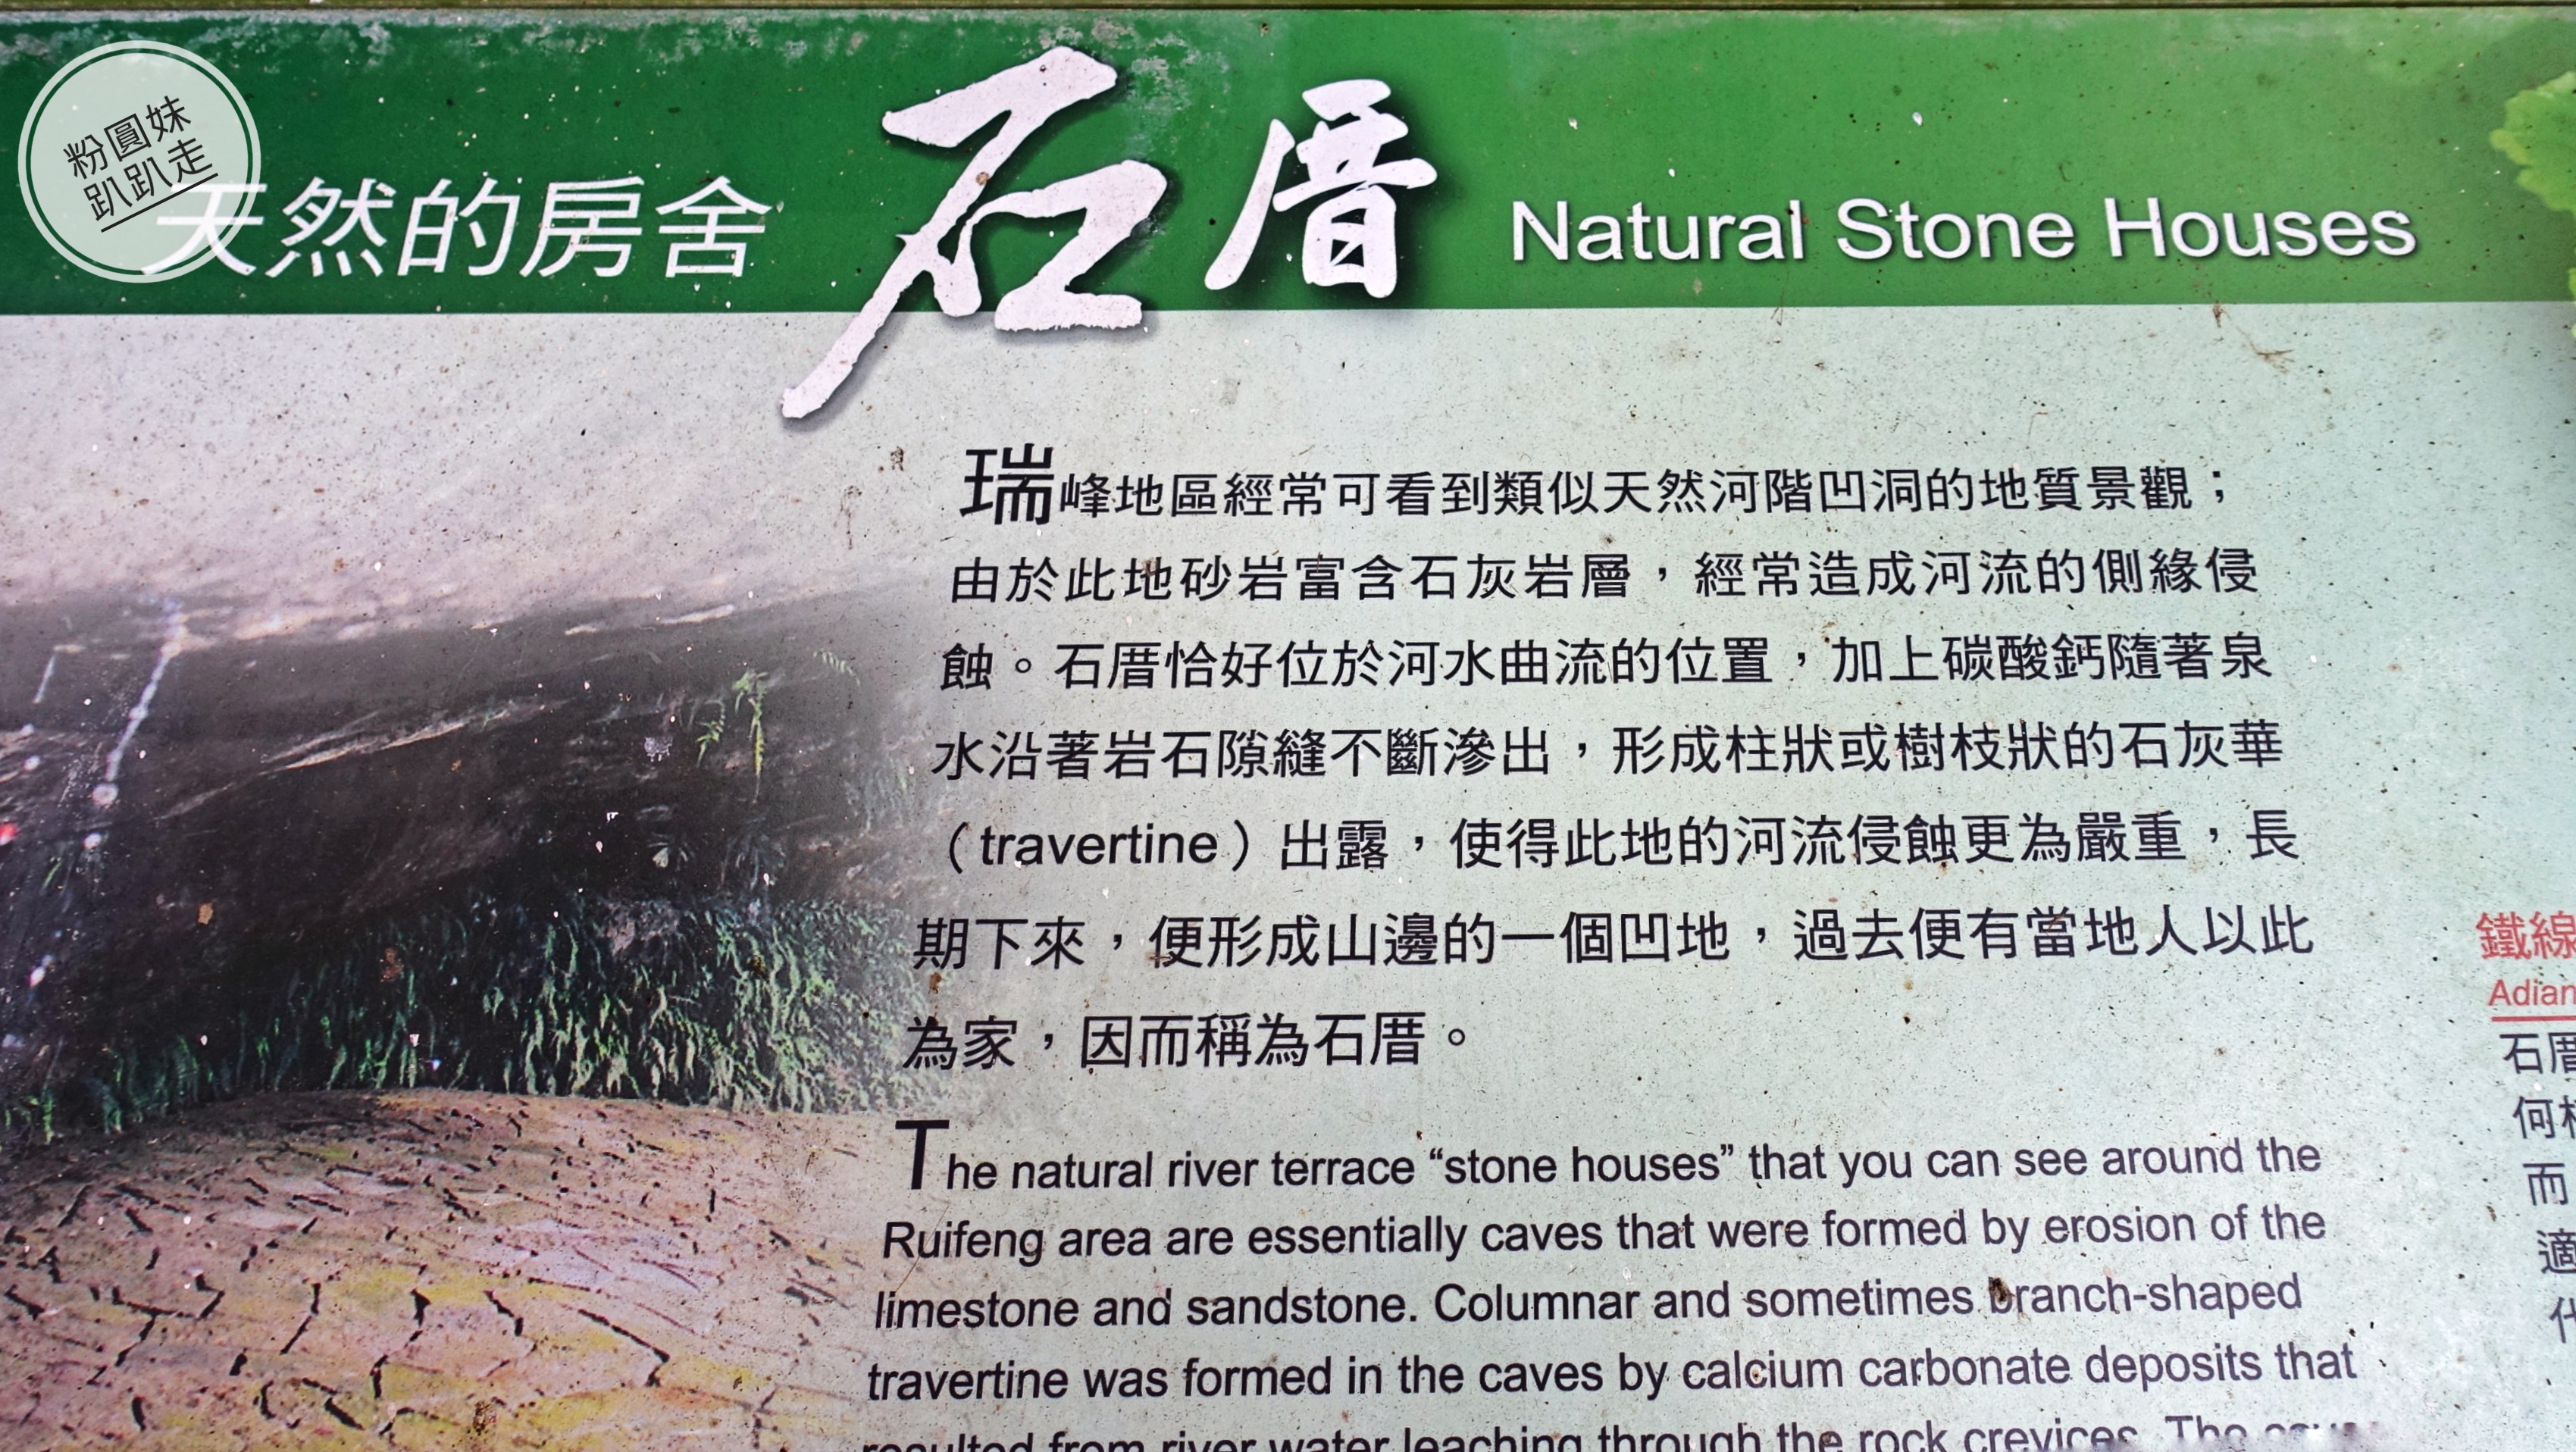 粉圓妹
趴趴走
天然的房舍 石厝 Natural Stone Houses
瑞峰地區經常可看到類似天然河階凹洞的地質景觀；
由於此地砂岩富含石灰岩層，經常造成河流的側緣侵
蝕。石厝恰好位於河水曲流的位置，加上碳酸鈣隨著泉
水沿著岩石隙縫不斷滲出，形成柱狀或樹枝狀的石灰華
（travertine）出露，使得此地的河流侵蝕更為嚴重，長
期下來，便形成山邊的一個凹地，過去便有當地人以此
為家，因而稱為石厝。
The natural river terrace “stone houses” that you can see around the
Ruifeng area are essentially caves that were formed by erosion of the
limestone and sandstone. Columnar and sometimes branch-shaped
travertine was formed in the caves by calcium carbonate deposits that
resulted from river water leaching through the rock crevices. The
鐵線
Adian
石厝
何
而
適